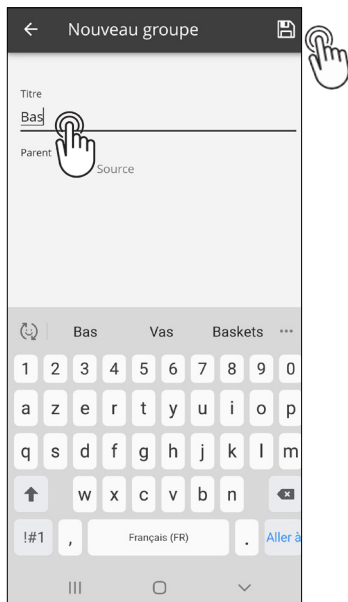 Nouveau groupe
Titre
Bas
Parent
Source
Bas Vas Baskets ...
1 2 3 4 5 6 7 8 9 0
a z e r t y u i o p
q s d f g h j k l m
w x c v b n
!#1 , Français (FR) . Aller à